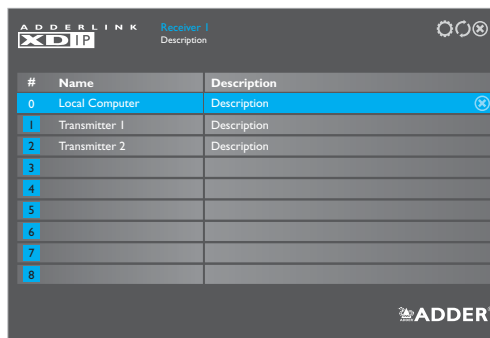 ADDERLINK
XDIP
Receiver 1
Description
# Name Description
0 Local Computer Description
1 Transmitter 1 Description
2 Transmitter 2 Description
3
4
5
6
7
8
ADDER